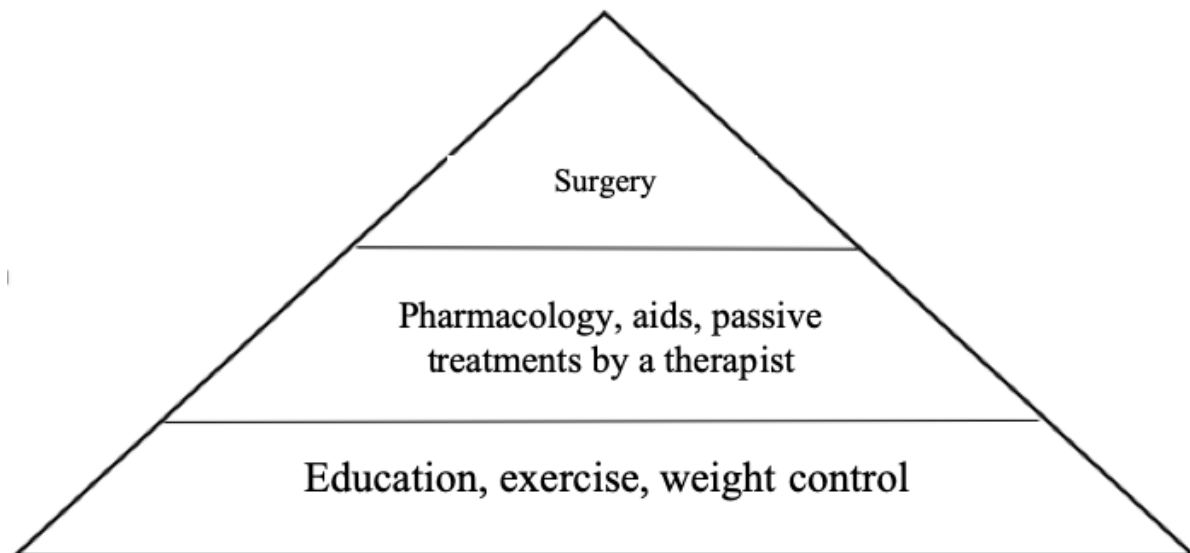 Surgery
Pharmacology, aids, passive
treatments by a therapist
Education, exercise, weight control